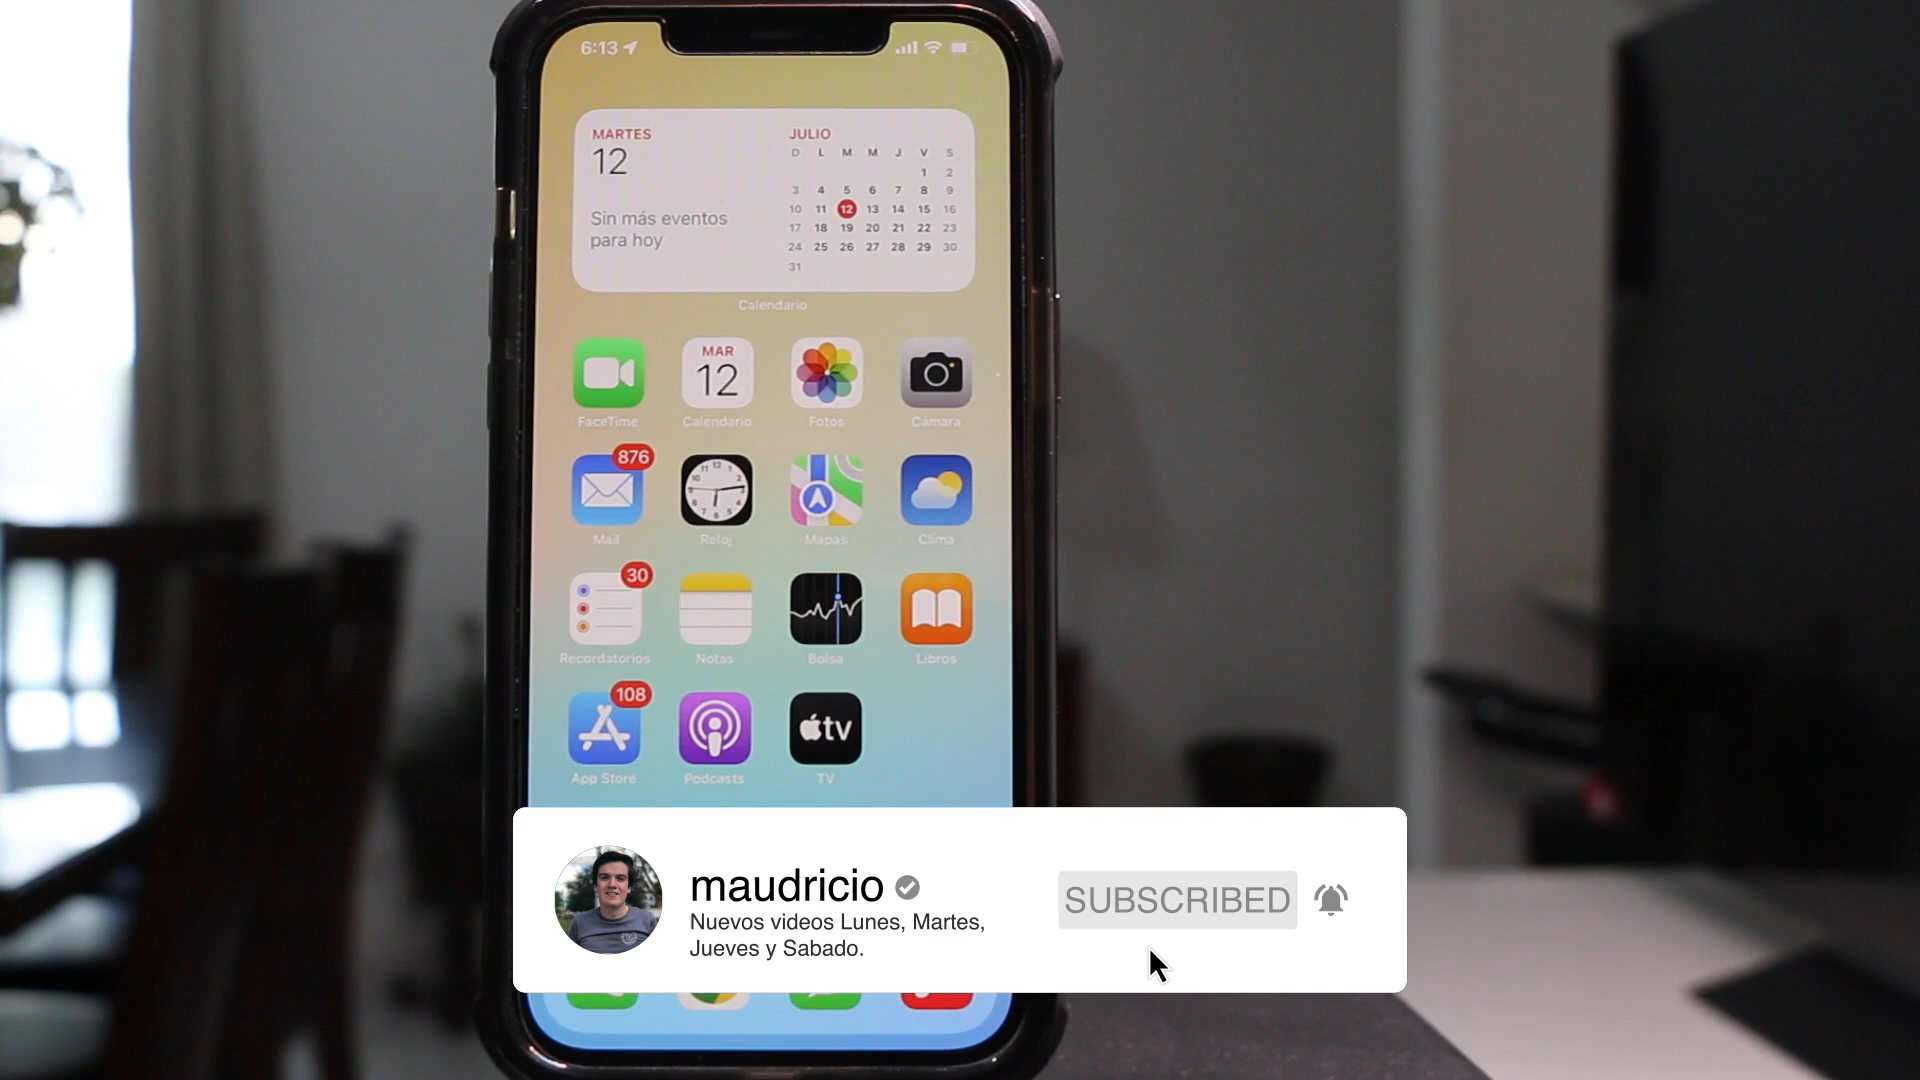 6:13
MARTES
12
Sin más eventos
para hoy
JULIO
D L M M J V S
1 2
3 4 5 6 7 8 9
10 11 12 13 14 15 16
17 18 19 20 21 22 23
24 25 26 27 28 29 30
31
Calendario
MAR
12
FaceTime Calendario Fotos Cámara
876
Mail Reloj Mapas Clima
30
Recordatorios Notas Bolsa Libros
108
tv
App Store Podcasts TV
maudricio
Nuevos videos Lunes, Martes,
Jueves y Sabado.
SUBSCRIBED